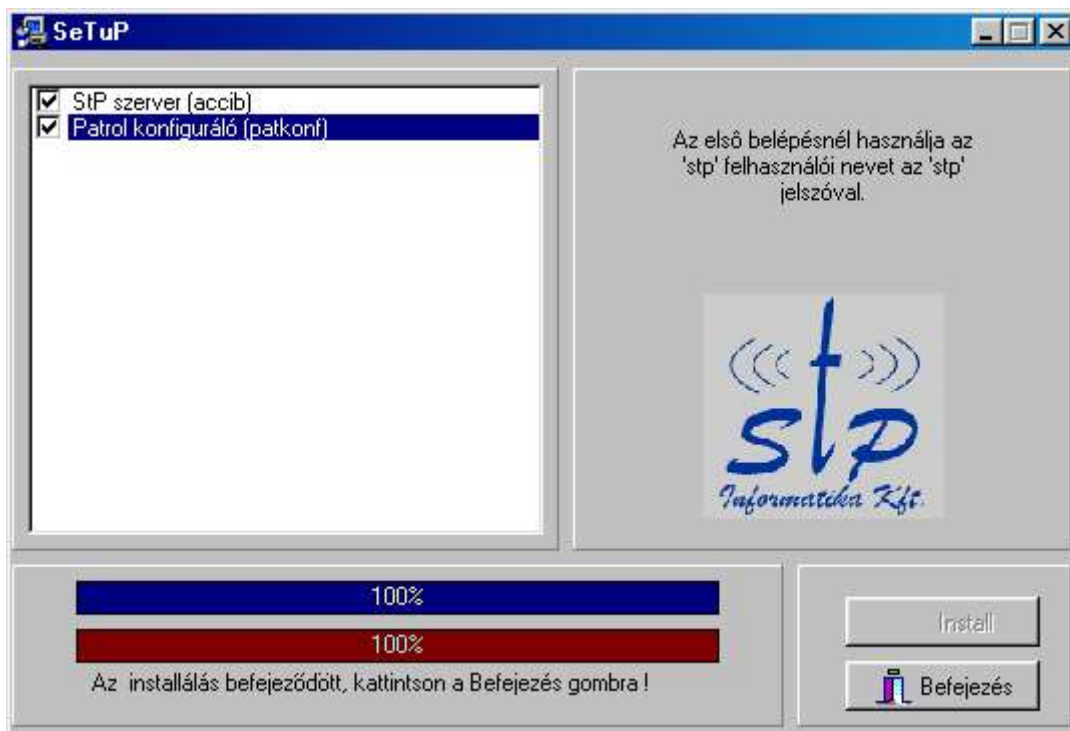 SeTuP
StP szerver (accib)
Patrol konfiguráló (patkonf)
Az első belépésnél használja az
'stp' felhasználói nevet az 'stp'
jelszóval.
stP
Informatika Kft.
100%
100%
Az installálás befejeződött, kattintson a Befejezés gombra !
Install
Befejezés